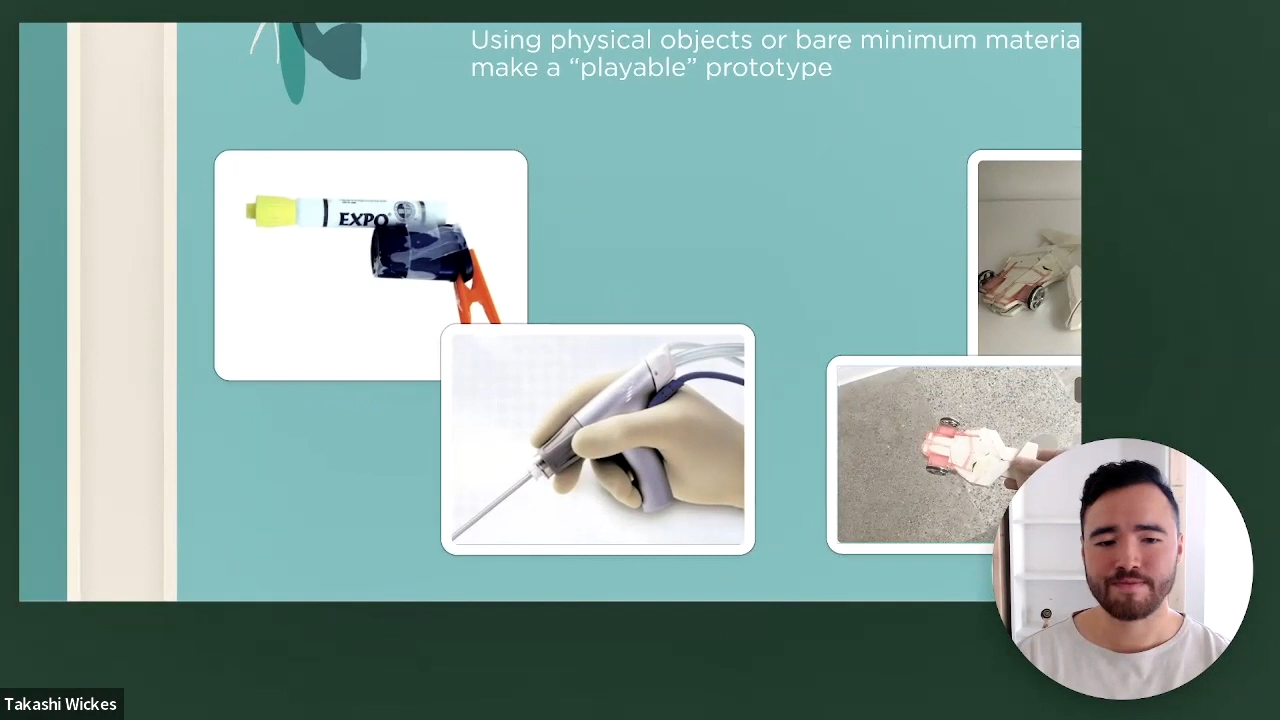 Using physical objects or bare minimum materia
make a “playable” prototype
EXPO
Takashi Wickes